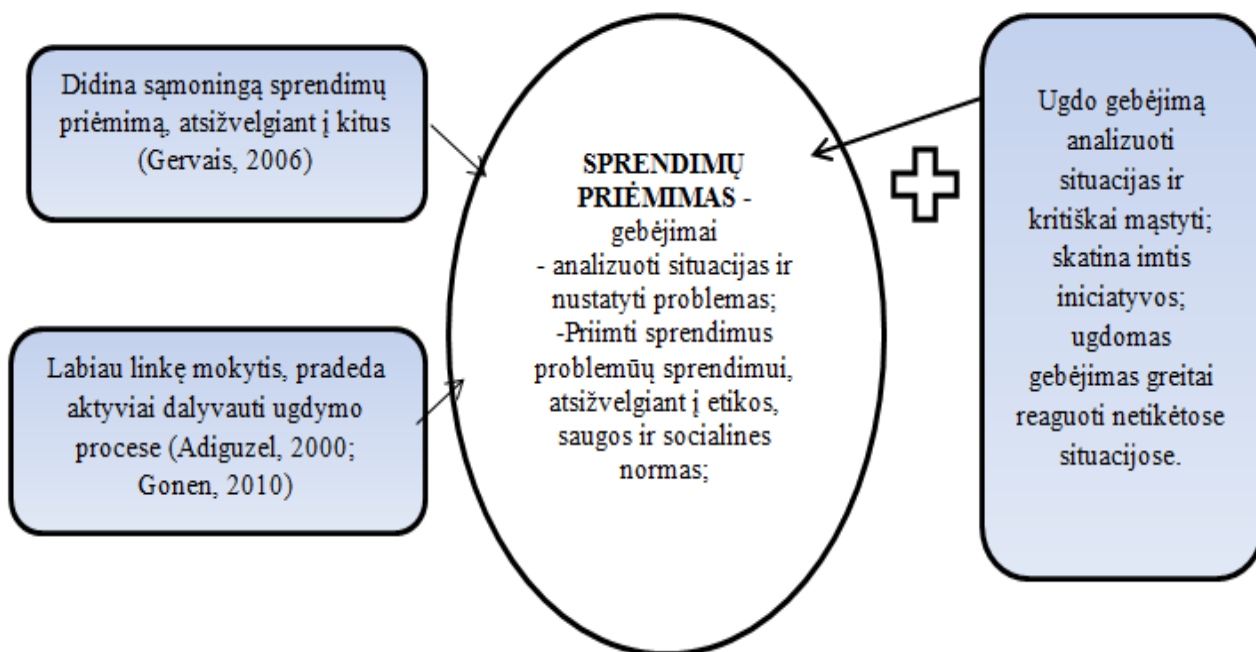 Didina sąmoningą sprendimų
priėmimą, atsižvelgiant į kitus
(Gervais, 2006)
Labiau linkę mokytis, pradeda
aktyviai dalyvauti ugdymo
procese (Adiguzel, 2000;
Gonen, 2010)
SPRENDIMŲ
PRIĖMIMAS -
gebėjimai
- analizuoti situacijas ir
nustatyti problemas;
-Priimti sprendimus
problemūų sprendimui,
atsižvelgiant į etikos,
saugos ir socialines
normas;
Ugdo gebėjimą
analizuoti
situacijas ir
kritiškai mąstyti;
skatina imtis
iniciatyvos;
ugdomas
gebėjimas greitai
reaguoti netikėtose
situacijose.